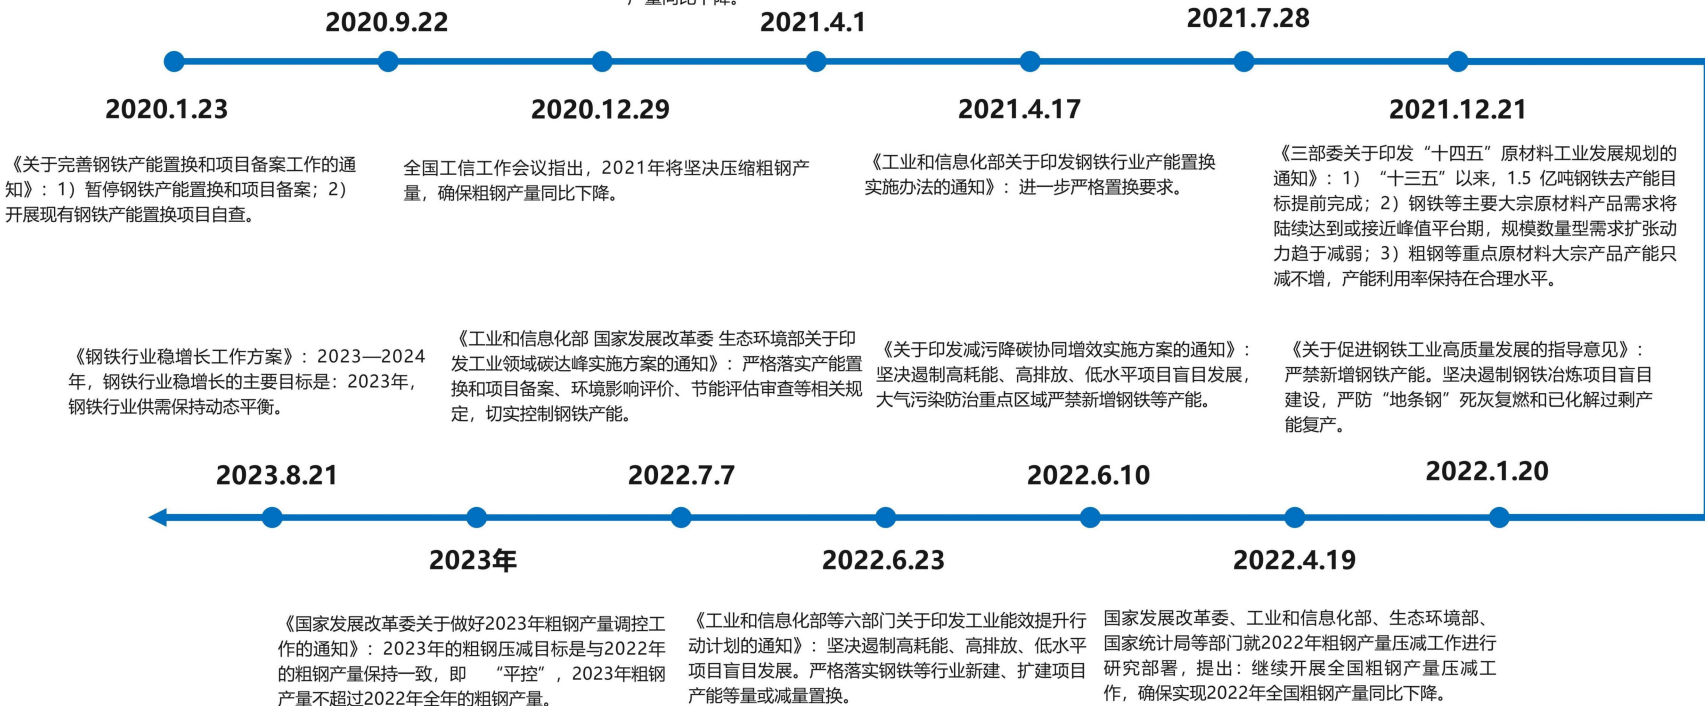 产量同比下降。
2020.9.22
2021.4.1
2021.7.28
2020.1.23
2020.12.29
2021.4.17
2021.12.21
《关于完善钢铁产能置换和项目备案工作的通
知》：1）暂停钢铁产能置换和项目备案；2）
开展现有钢铁产能置换项目自查。
全国工信工作会议指出，2021年将坚决压缩粗钢产
量，确保粗钢产量同比下降。
《工业和信息化部关于印发钢铁行业产能置换
实施办法的通知》：进一步严格置换要求。
《三部委关于印发“十四五”原材料工业发展规划的
通知》：1）“十三五”以来，1.5 亿吨钢铁去产能目
标提前完成；2）钢铁等主要大宗原材料产品需求将
陆续达到或接近峰值平台期，规模数量型需求扩张动
力趋于减弱；3）粗钢等重点原材料大宗产品产能只
减不增，产能利用率保持在合理水平。
《钢铁行业稳增长工作方案》：2023—2024
年，钢铁行业稳增长的主要目标是：2023年，
钢铁行业供需保持动态平衡。
《工业和信息化部 国家发展改革委 生态环境部关于印
发工业领域碳达峰实施方案的通知》：严格落实产能置
换和项目备案、环境影响评价、节能评估审查等相关规
定，切实控制钢铁产能。
《关于印发减污降碳协同增效实施方案的通知》：
坚决遏制高耗能、高排放、低水平项目盲目发展，
大气污染防治重点区域严禁新增钢铁等产能。
《关于促进钢铁工业高质量发展的指导意见》：
严禁新增钢铁产能。坚决遏制钢铁冶炼项目盲目
建设，严防“地条钢”死灰复燃和已化解过剩产
能复产。
2023.8.21
2022.7.7
2022.6.10
2022.1.20
2023年
2022.6.23
2022.4.19
《国家发展改革委关于做好2023年粗钢产量调控工
作的通知》：2023年的粗钢压减目标是与2022年
的粗钢产量保持一致，即 “平控”，2023年粗钢
产量不超过2022年全年的粗钢产量。
《工业和信息化部等六部门关于印发工业能效提升行
动计划的通知》：坚决遏制高耗能、高排放、低水平
项目盲目发展。严格落实钢铁等行业新建、扩建项目
产能等量或减量置换。
国家发展改革委、工业和信息化部、生态环境部、
国家统计局等部门就2022年粗钢产量压减工作进行
研究部署，提出：继续开展全国粗钢产量压减工
作，确保实现2022年全国粗钢产量同比下降。